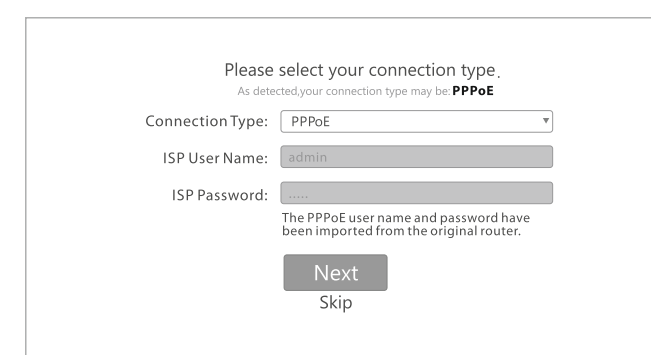 Please select your connection type.
As detected,your connection type may be: PPPoE
Connection Type: PPPoE
ISP User Name: admin
ISP Password: .....
The PPPoE user name and password have
been imported from the original router.
Next
Skip